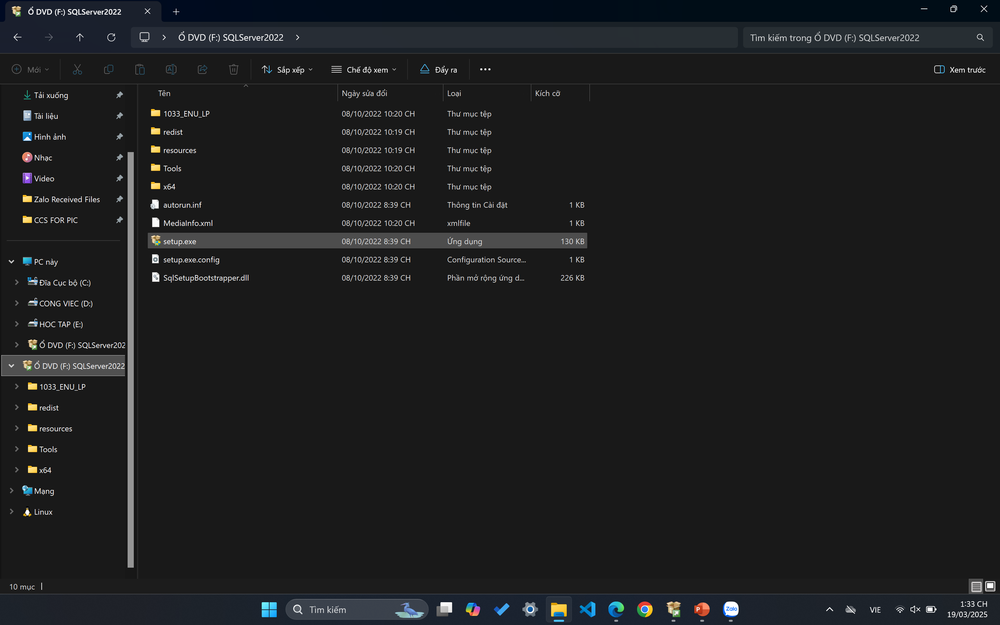 Ổ DVD (F:) SQLServer2022
Ổ DVD (F:) SQLServer2022
Tìm kiếm trong Ổ DVD (F:) SQLServer2022
Mới
Sắp xếp
Chế độ xem
Đẩy ra
Xem trước
Tải xuống
Tài liệu
Hình ảnh
Nhạc
Video
Zalo Received Files
CCS FOR PIC
PC này
Đĩa Cục bộ (C:)
CONG VIEC (D:)
HOC TAP (E:)
Ổ DVD (F:) SQLServer202
Ổ DVD (F:) SQLServer2022
1033_ENU_LP
redist
resources
Tools
x64
Mạng
Linux
Tên Ngày sửa đổi Loại Kích cỡ
1033_ENU_LP 08/10/2022 10:20 CH Thư mục tệp
redist 08/10/2022 10:19 CH Thư mục tệp
resources 08/10/2022 10:19 CH Thư mục tệp
Tools 08/10/2022 10:20 CH Thư mục tệp
x64 08/10/2022 10:20 CH Thư mục tệp
autorun.inf 08/10/2022 8:39 CH Thông tin Cài đặt 1 KB
MediaInfo.xml 08/10/2022 10:20 CH xmlfile 1 KB
setup.exe 08/10/2022 8:39 CH Ứng dụng 130 KB
setup.exe.config 08/10/2022 8:39 CH Configuration Source... 1 KB
SqlSetupBootstrapper.dll 08/10/2022 8:39 CH Phần mở rộng ứng d... 226 KB
10 mục
Tìm kiếm
Zalo
VIE
1:33 CH
19/03/2025